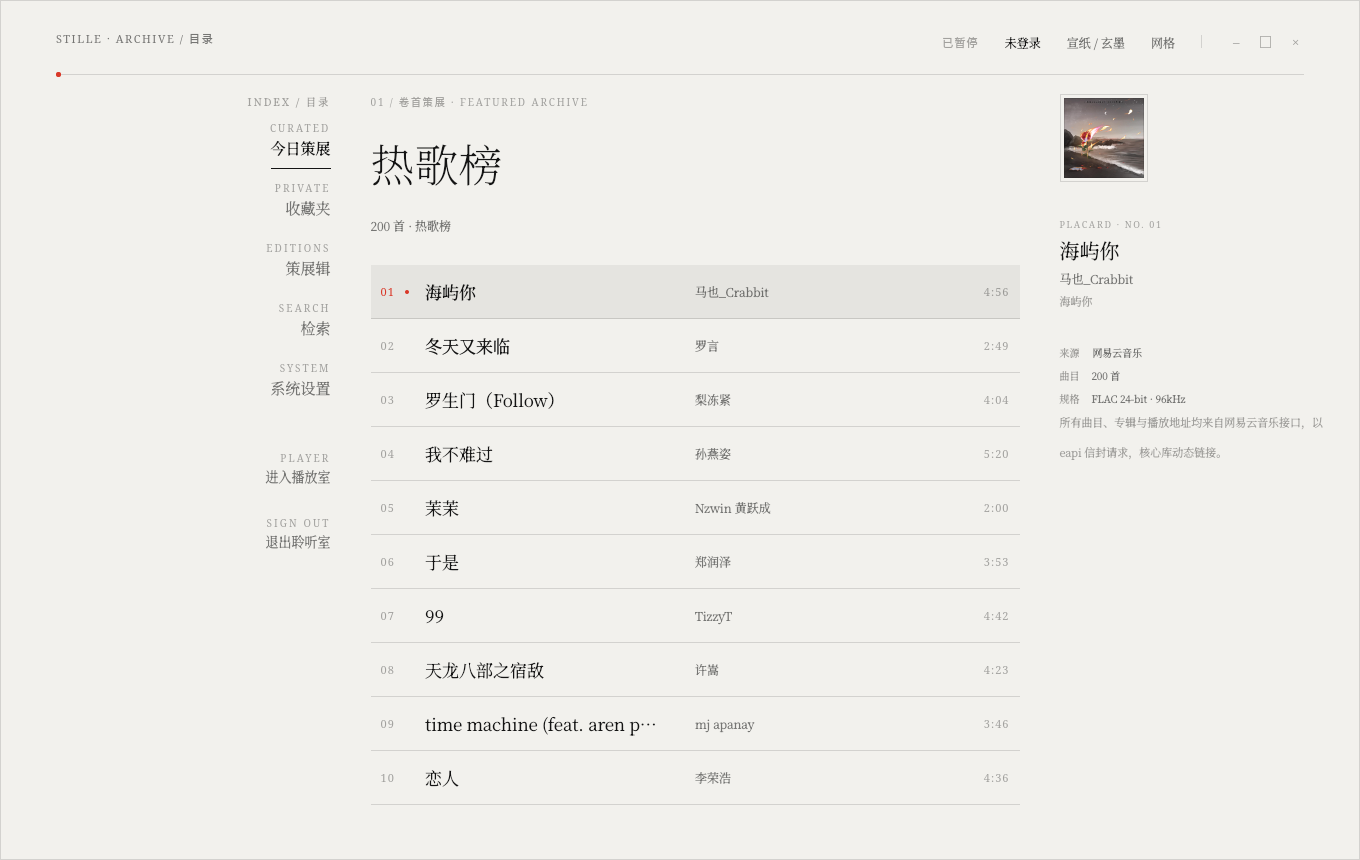 STILLE · ARCHIVE / 目录
已暂停 未登录 宣纸 / 玄墨 网格 – □ ×
INDEX / 目录
CURATED
今日策展
PRIVATE
收藏夹
EDITIONS
策展辑
SEARCH
检索
SYSTEM
系统设置
PLAYER
进入播放室
SIGN OUT
退出聆听室
01 / 卷首策展 · FEATURED ARCHIVE
热歌榜
200 首 · 热歌榜
01 海屿你 马也_Crabbit 4:56
02 冬天又来临 罗言 2:49
03 罗生门（Follow） 梨冻紧 4:04
04 我不难过 孙燕姿 5:20
05 茉茉 Nzwin 黄跃成 2:00
06 于是 郑润泽 3:53
07 99 TizzyT 4:42
08 天龙八部之宿敌 许嵩 4:23
09 time machine (feat. aren p··· mj apanay 3:46
10 恋人 李荣浩 4:36
PLACARD · NO. 01
海屿你
马也_Crabbit
海屿你
来源 网易云音乐
曲目 200 首
规格 FLAC 24-bit · 96kHz
所有曲目、专辑与播放地址均来自网易云音乐接口，以
eapi 信封请求，核心库动态链接。